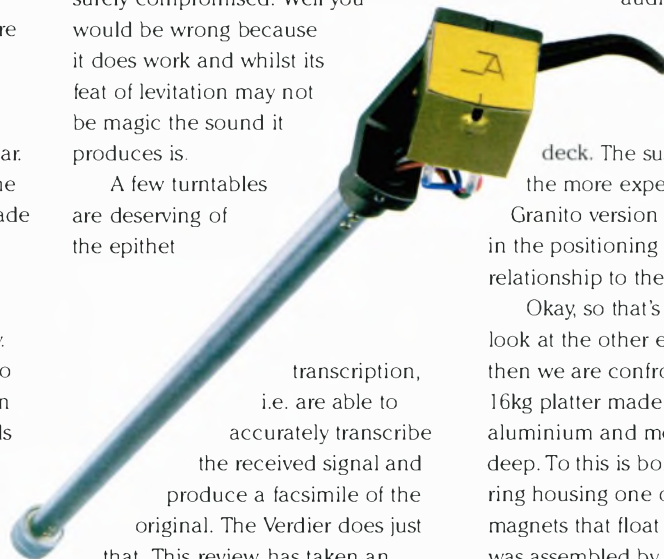 re
ar.
ne
ade
o
n
ls
surely compromised. Well you
would be wrong because
it does work and whilst its
feat of levitation may not
be magic the sound it
produces is.
A few turntables
are deserving of
the epithet
transcription,
i.e. are able to
accurately transcribe
the received signal and
produce a facsimile of the
original. The Verdier does just
that. This review has taken an
deck. The su
the more expe
Granito version
in the positioning
relationship to the
Okay, so that's
look at the other e
then we are confro
16kg platter made
aluminium and
deep. To this is bo
ring housing one
magnets that float
was assembled by